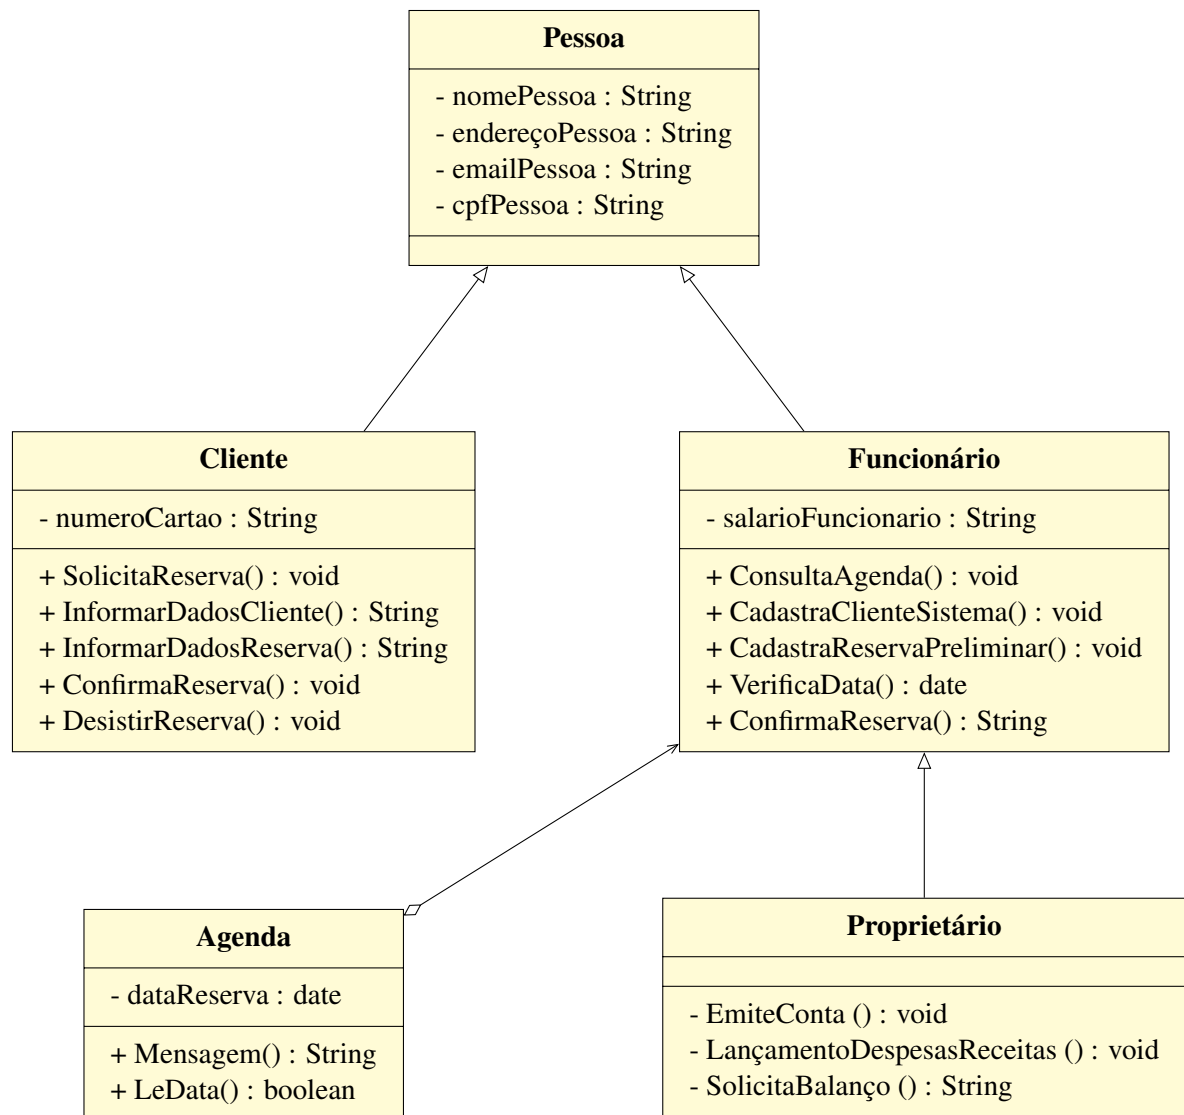 Pessoa
- nomePessoa : String
- endereçoPessoa : String
- emailPessoa : String
- cpfPessoa : String
Cliente
- numeroCartao : String
+ SolicitaReserva() : void
+ InformarDadosCliente() : String
+ InformarDadosReserva() : String
+ ConfirmaReserva() : void
+ DesistirReserva() : void
Funcionário
- salarioFuncionario : String
+ ConsultaAgenda() : void
+ CadastraClienteSistema() : void
+ CadastraReservaPreliminar() : void
+ VerificaData() : date
+ ConfirmaReserva() : String
Agenda
- dataReserva : date
+ Mensagem() : String
+ LeData() : boolean
Proprietário
- EmiteConta () : void
- LançamentoDespesasReceitas () : void
- SolicitaBalanço () : String